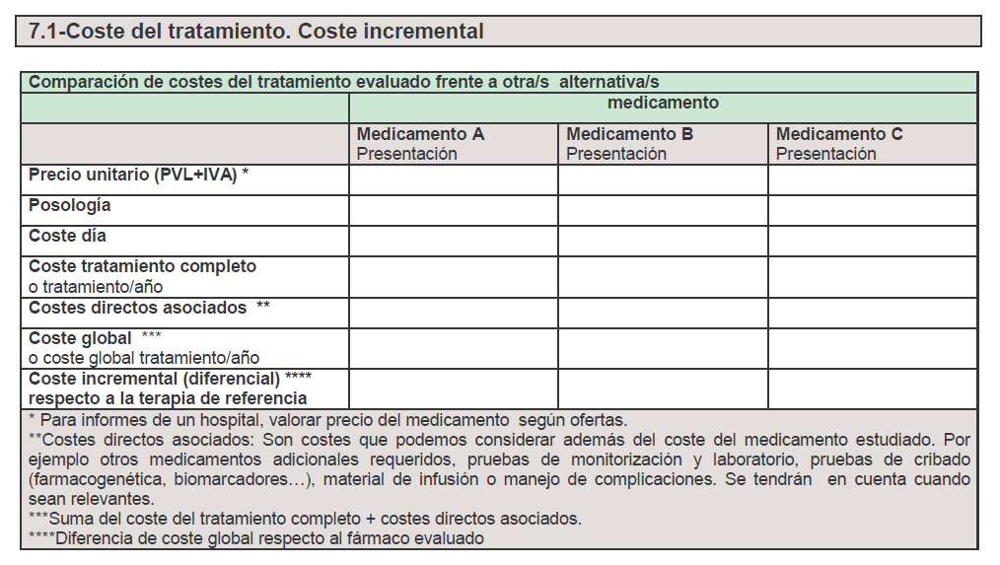 7.1-Coste del tratamiento. Coste incremental
Comparación de costes del tratamiento evaluado frente a otra/s alternativa/s
medicamento
Medicamento A Medicamento B Medicamento C
Presentación Presentación Presentación
Precio unitario (PVL+IVA) *
Posología
Coste día
Coste tratamiento completo
o tratamiento/año
Costes directos asociados **
Coste global ***
o coste global tratamiento/año
Coste incremental (diferencial) ****
respecto a la terapia de referencia
* Para informes de un hospital, valorar precio del medicamento según ofertas.
**Costes directos asociados: Son costes que podemos considerar además del coste del medicamento estudiado. Por
ejemplo otros medicamentos adicionales requeridos, pruebas de monitorización y laboratorio, pruebas de cribado
(farmacogenética, biomarcadores…), material de infusión o manejo de complicaciones. Se tendrán en cuenta cuando
sean relevantes.
***Suma del coste del tratamiento completo + costes directos asociados.
****Diferencia de coste global respecto al fármaco evaluado